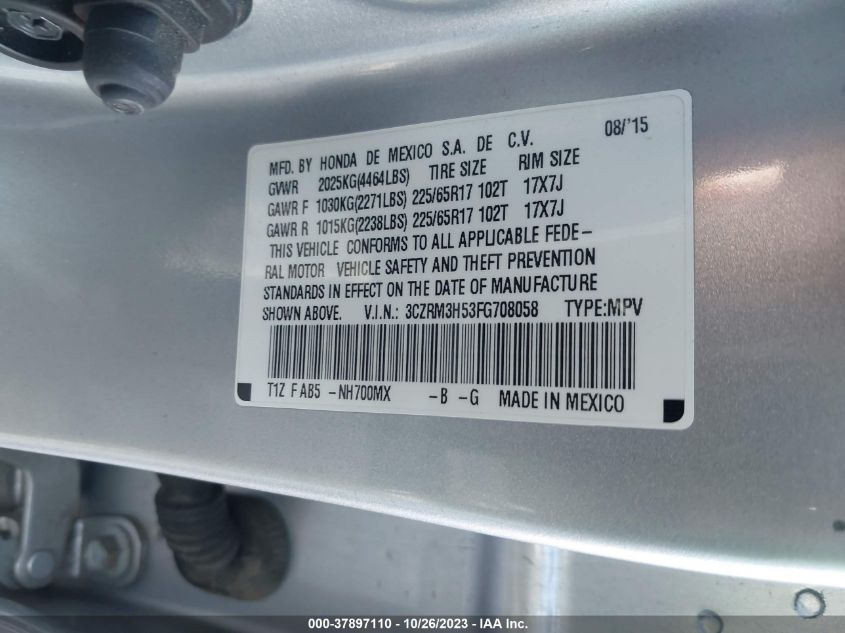 08/'15
MFD. BY HONDA DE MEXICO S.A. DE C.V.
GVWR 2025KG(4464LBS) TIRE SIZE RIM SIZE
GAWR F 1030KG(2271LBS) 225/65R17 102T 17X7J
GAWR R 1015KG(2238LBS) 225/65R17 102T 17X7J
THIS VEHICLE CONFORMS TO ALL APPLICABLE FEDE-
RAL MOTOR VEHICLE SAFETY AND THEFT PREVENTION
STANDARDS IN EFFECT ON THE DATE OF MANUFACTURE
SHOWN ABOVE. V.I.N.: 3CZRM3H53FG708058 TYPE:MPV
T1Z F AB5 -NH700MX -B -G MADE IN MEXICO
000-37897110 - 10/26/2023 - IAA Inc.